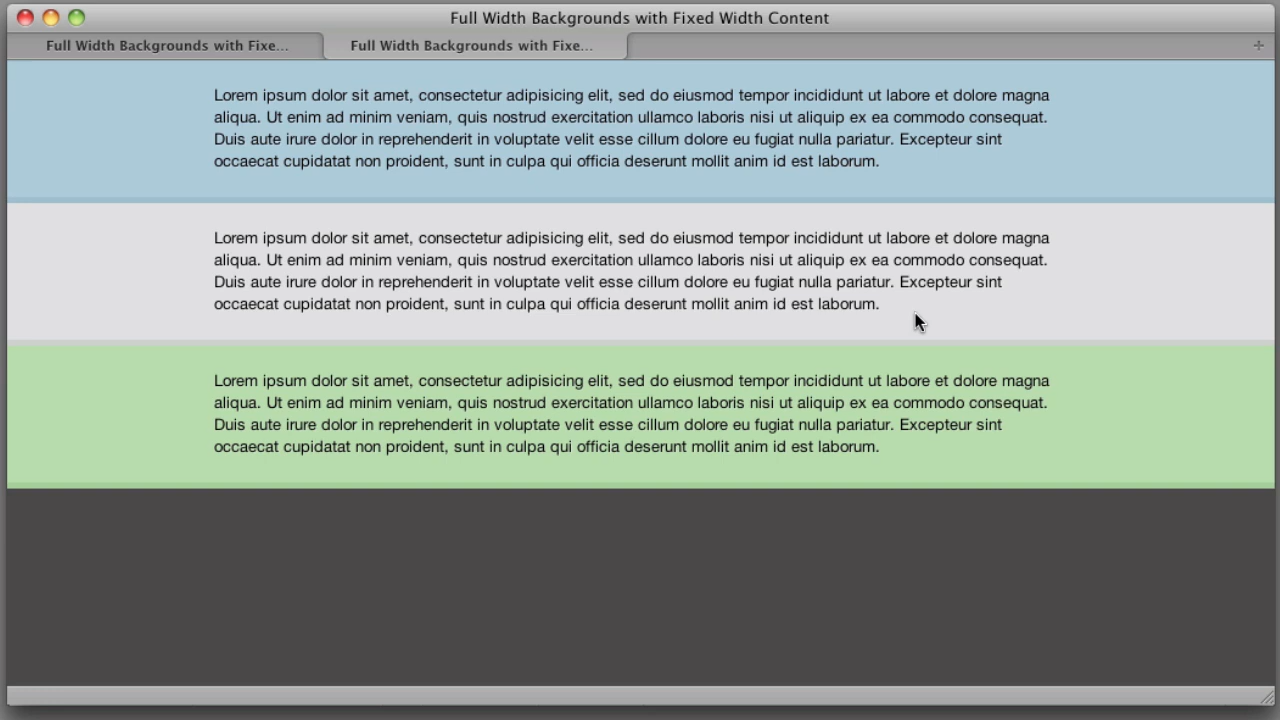 Full Width Backgrounds with Fixed Width Content
Full Width Backgrounds with Fixe...
Full Width Backgrounds with Fixe...
+
Lorem ipsum dolor sit amet, consectetur adipisicing elit, sed do eiusmod tempor incididunt ut labore et dolore magna
aliqua. Ut enim ad minim veniam, quis nostrud exercitation ullamco laboris nisi ut aliquip ex ea commodo consequat.
Duis aute irure dolor in reprehenderit in voluptate velit esse cillum dolore eu fugiat nulla pariatur. Excepteur sint
occaecat cupidatat non proident, sunt in culpa qui officia deserunt mollit anim id est laborum.
Lorem ipsum dolor sit amet, consectetur adipisicing elit, sed do eiusmod tempor incididunt ut labore et dolore magna
aliqua. Ut enim ad minim veniam, quis nostrud exercitation ullamco laboris nisi ut aliquip ex ea commodo consequat.
Duis aute irure dolor in reprehenderit in voluptate velit esse cillum dolore eu fugiat nulla pariatur. Excepteur sint
occaecat cupidatat non proident, sunt in culpa qui officia deserunt mollit anim id est laborum.
Lorem ipsum dolor sit amet, consectetur adipisicing elit, sed do eiusmod tempor incididunt ut labore et dolore magna
aliqua. Ut enim ad minim veniam, quis nostrud exercitation ullamco laboris nisi ut aliquip ex ea commodo consequat.
Duis aute irure dolor in reprehenderit in voluptate velit esse cillum dolore eu fugiat nulla pariatur. Excepteur sint
occaecat cupidatat non proident, sunt in culpa qui officia deserunt mollit anim id est laborum.